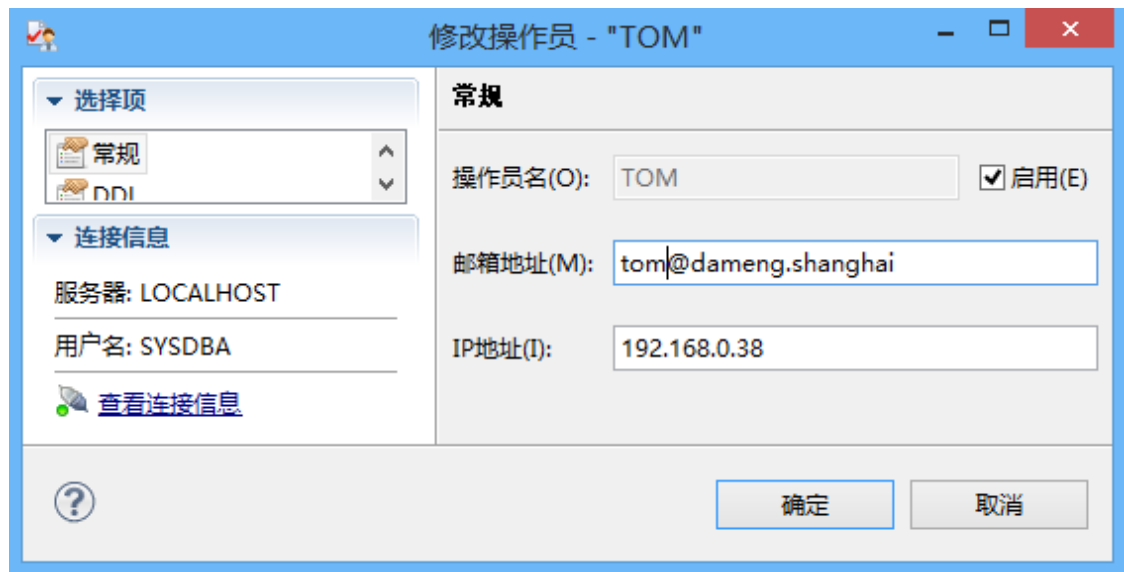 修改操作员 - "TOM"
选择项
常规
DDL
连接信息
服务器: LOCALHOST
用户名: SYSDBA
查看连接信息
常规
操作员名(O): TOM 启用(E)
邮箱地址(M): tom@dameng.shanghai
IP地址(I): 192.168.0.38
确定 取消